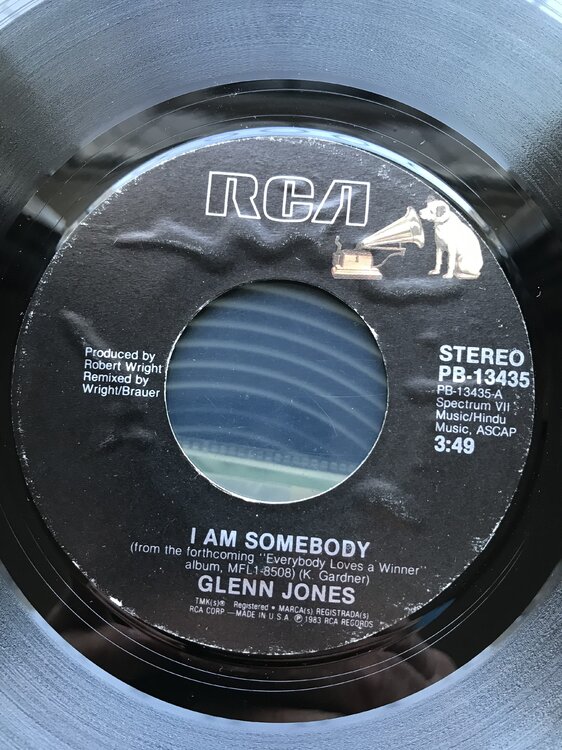 RCA
Produced by
Robert Wright
Remixed by
Wright/Brauer
STEREO
PB-13435
PB-13435-A
Spectrum VII
Music/Hindu
Music, ASCAP
3:49
I AM SOMEBODY
(from the forthcoming "Everybody Loves a Winner"
album, MFL1-8508) (K. Gardner)
GLENN JONES
TMK(s)® Registered • MARCA(s) REGISTRADA(s)
RCA CORP.—MADE IN U.S.A. ℗ 1983 RCA RECORDS